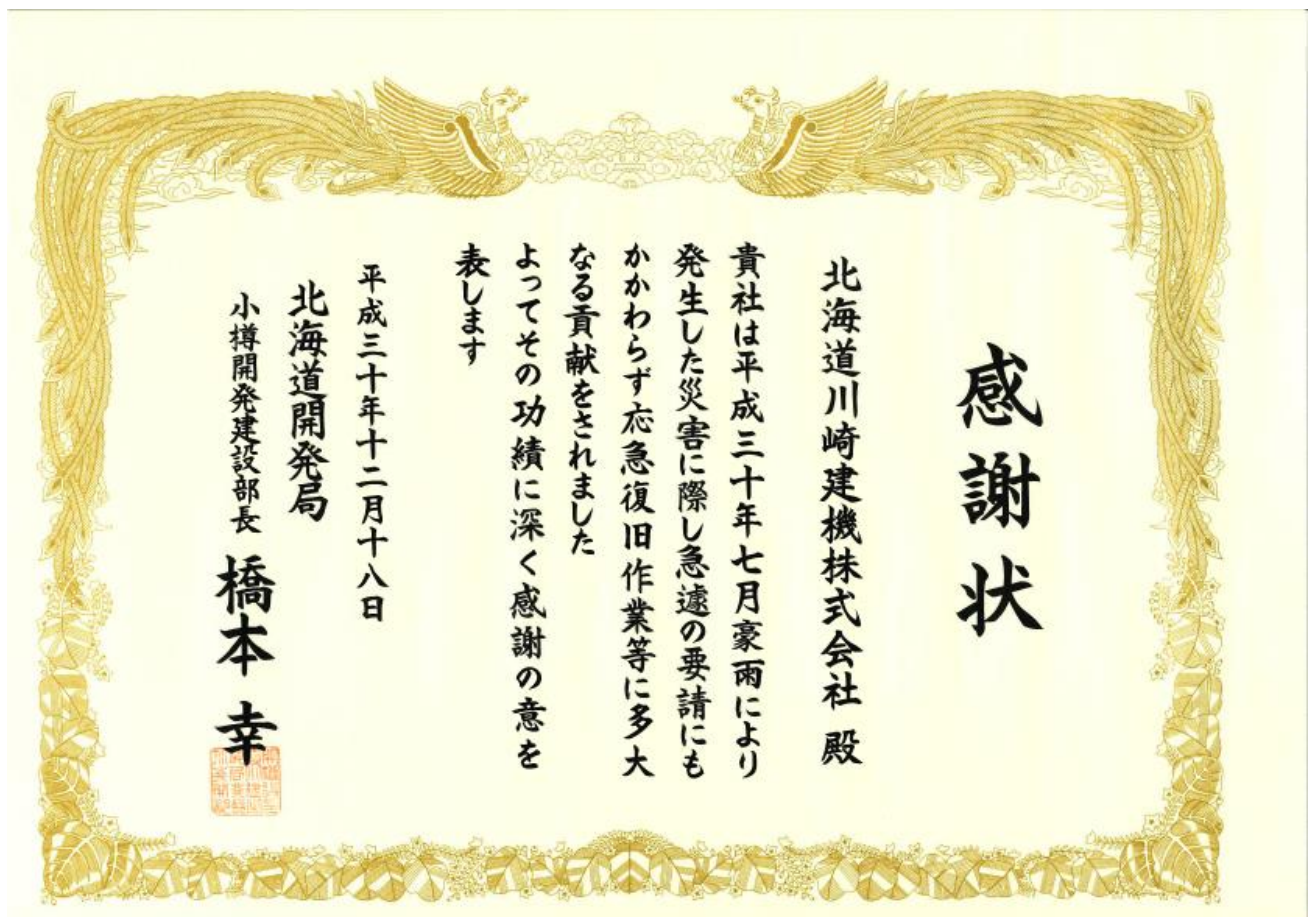 感謝状
北海道川崎建機株式会社 殿
貴社は平成三十年七月豪雨により
発生した災害に際し急遽の要請にも
かかわらず応急復旧作業等に多大
なる貢献をされました
よってその功績に深く感謝の意を
表します
平成三十年十二月十八日
北海道開発局
小樽開発建設部長 橋本 幸